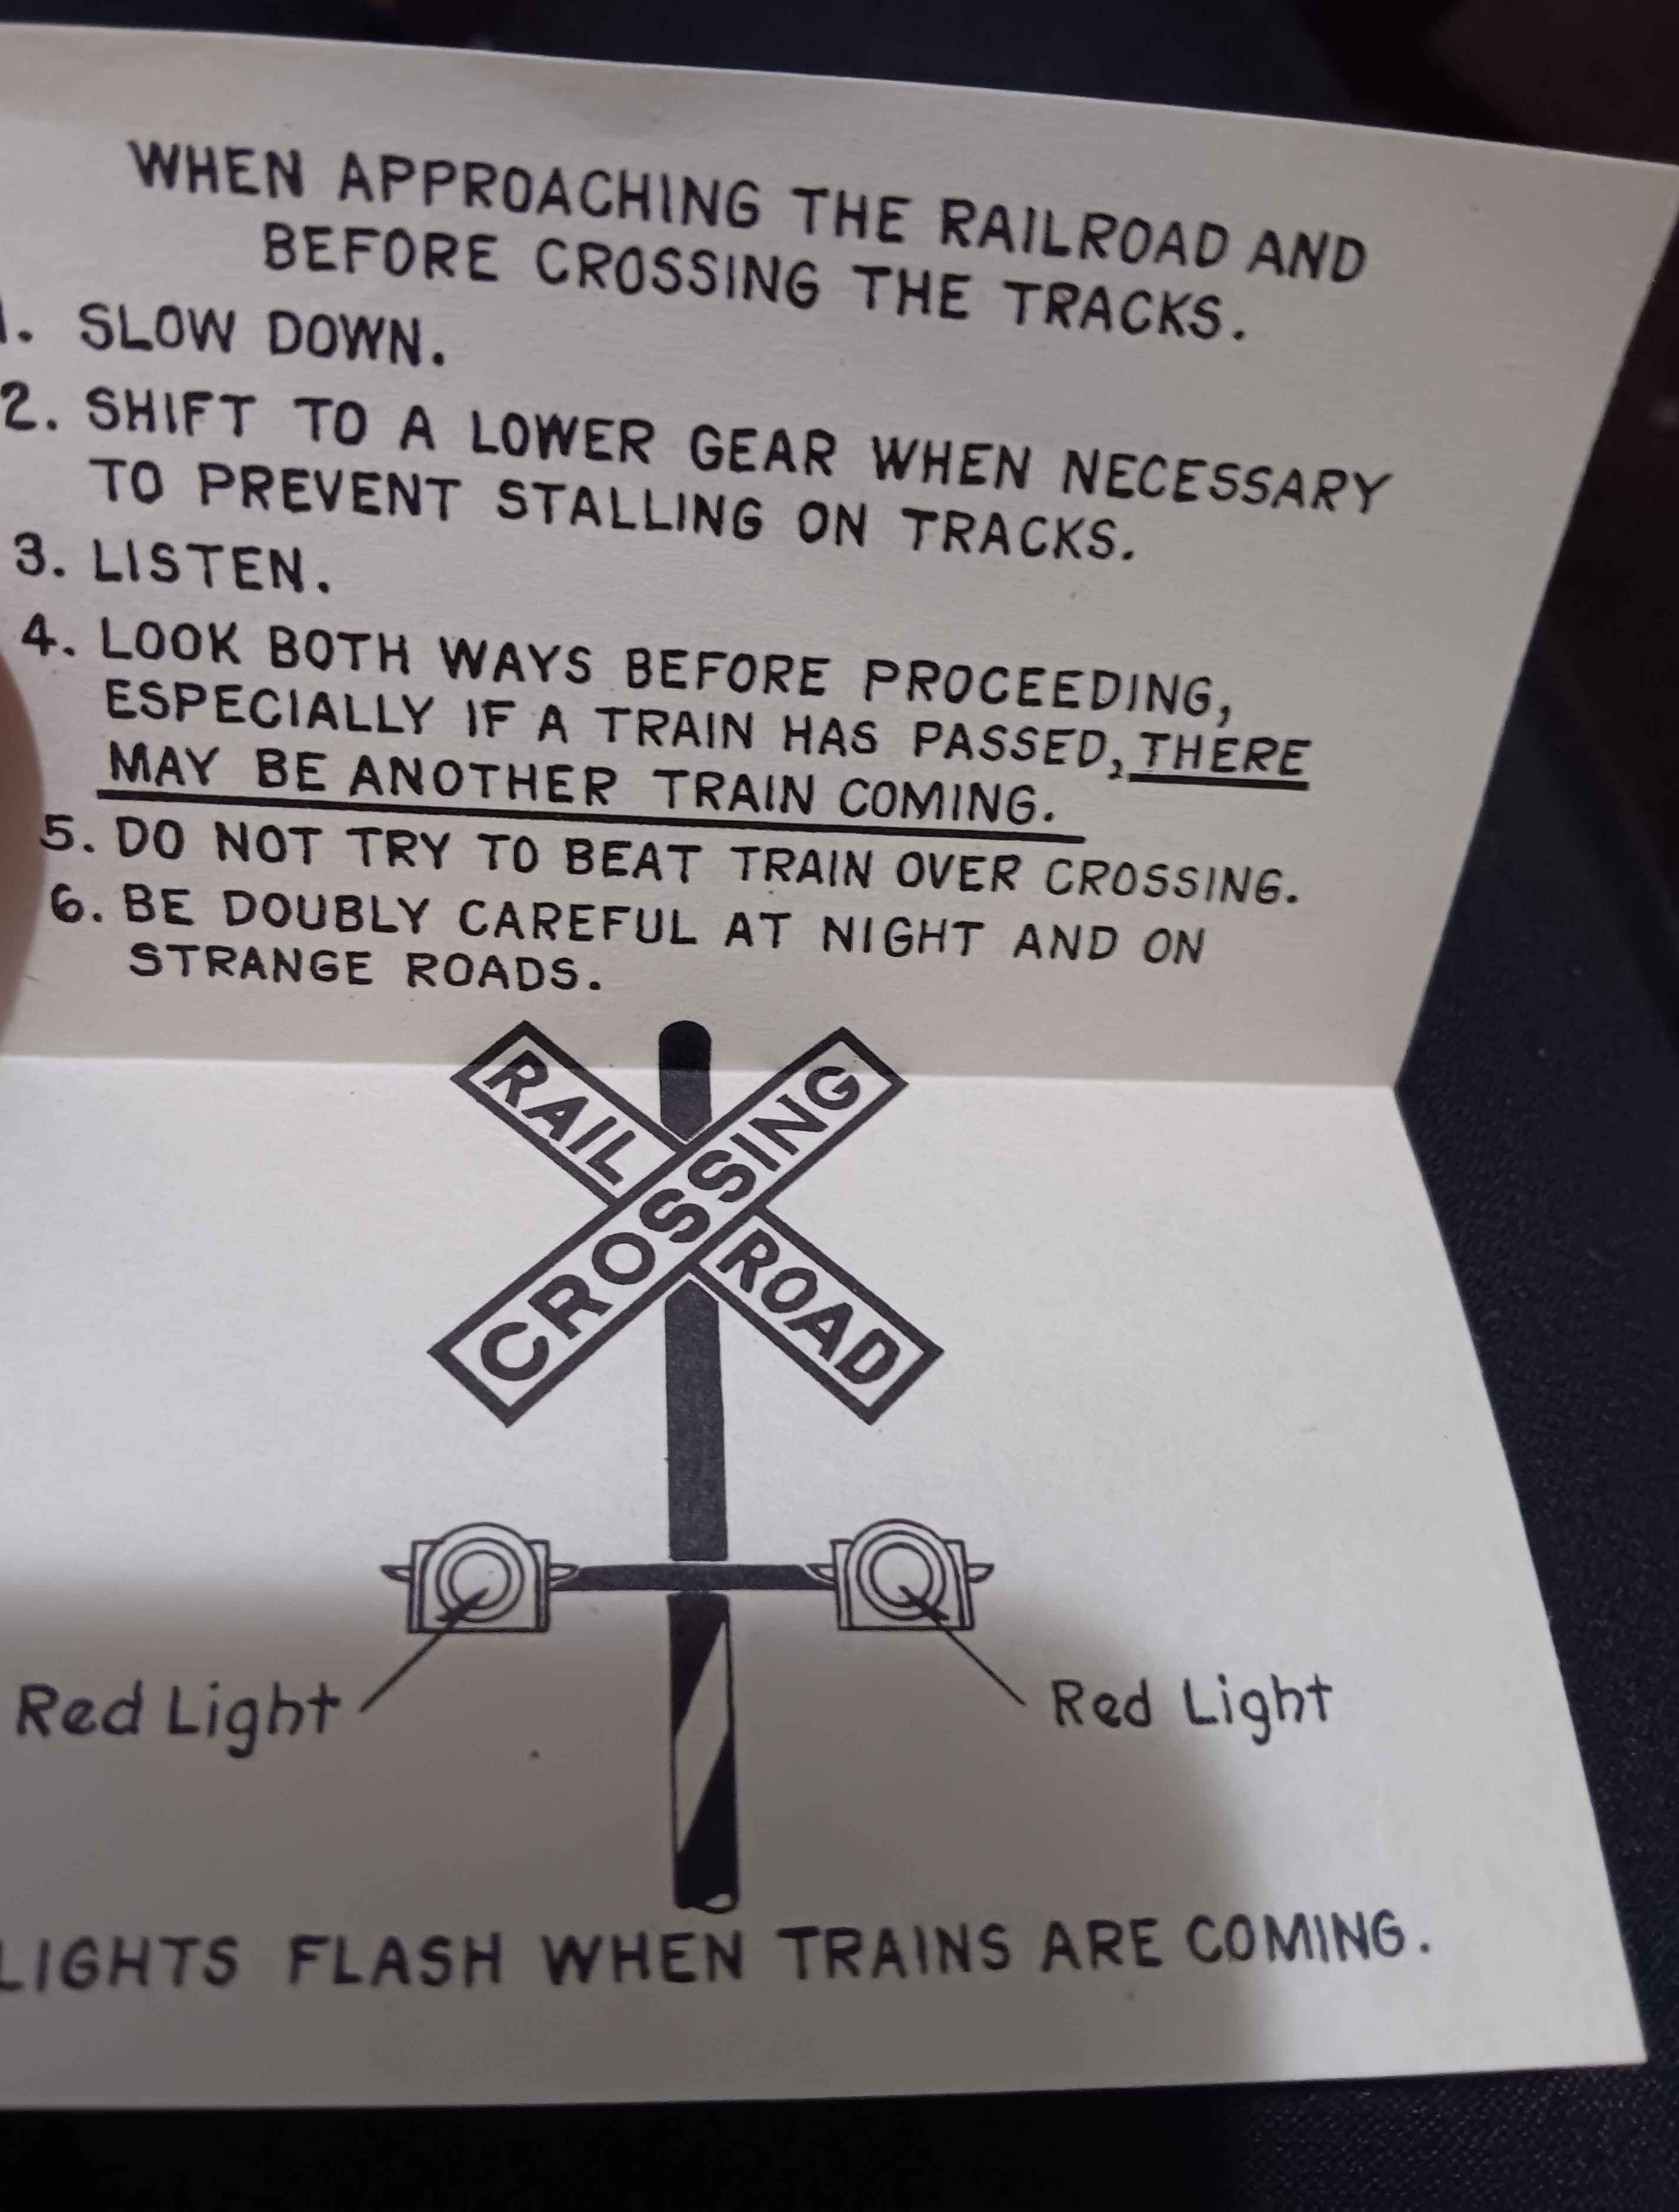 WHEN APPROACHING THE RAILROAD AND
BEFORE CROSSING THE TRACKS.
1. SLOW DOWN.
2. SHIFT TO A LOWER GEAR WHEN NECESSARY
TO PREVENT STALLING ON TRACKS.
3. LISTEN.
4. LOOK BOTH WAYS BEFORE PROCEEDING,
ESPECIALLY IF A TRAIN HAS PASSED, THERE
MAY BE ANOTHER TRAIN COMING.
5. DO NOT TRY TO BEAT TRAIN OVER CROSSING.
6. BE DOUBLY CAREFUL AT NIGHT AND ON
STRANGE ROADS.
RAIL ROAD
CROSSING
Red Light
Red Light
LIGHTS FLASH WHEN TRAINS ARE COMING.